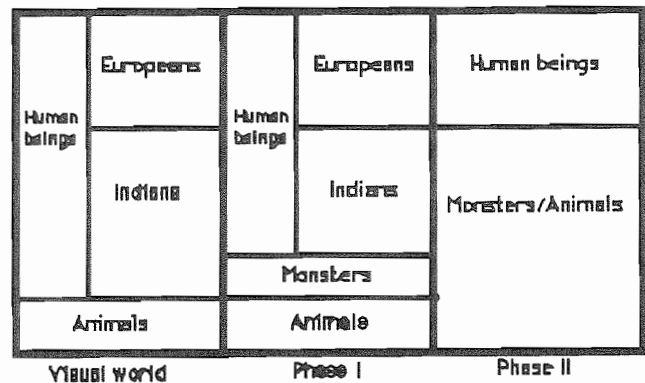 Human
beings
Europeans
Indians
Animals
Visual world
Human
beings
Europeans
Indians
Monsters
Animals
Phase I
Human beings
Monsters/Animals
Phase II